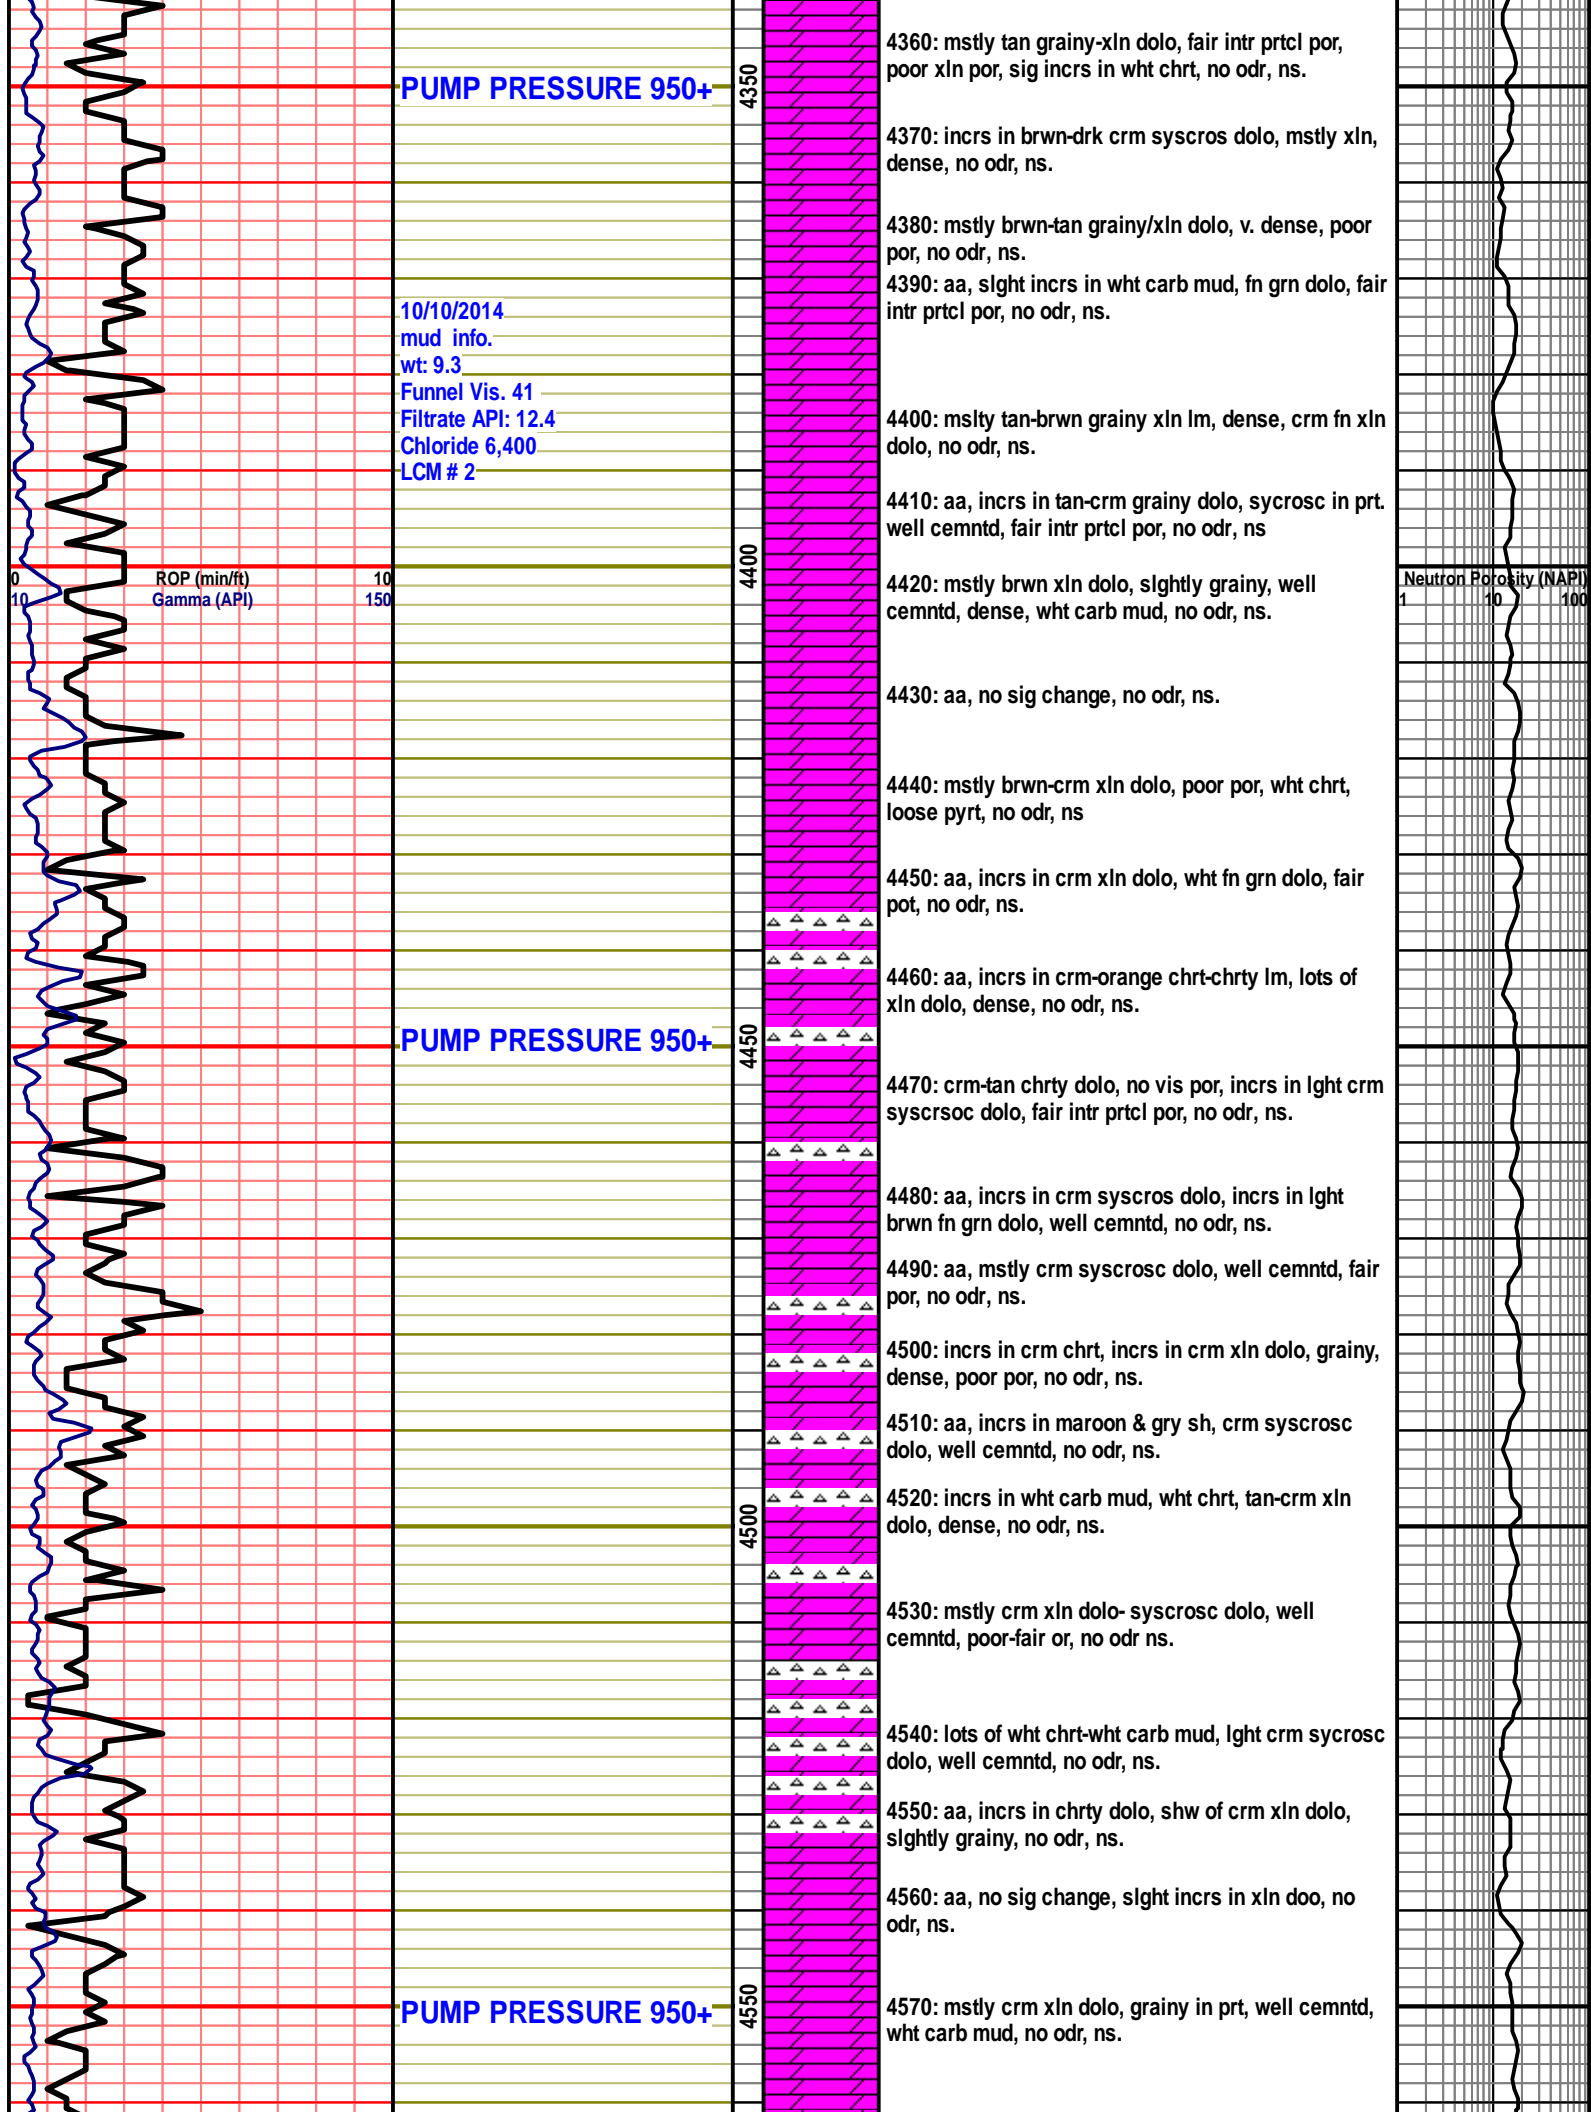 4360: mstly tan grainy-xln dolo, fair intr prtcl por,
poor xln por, sig incrs in wht chrt, no odr, ns.
PUMP PRESSURE 950+
4350
4370: incrs in brwn-drk crm syscros dolo, mstly xln,
dense, no odr, ns.
4380: mstly brwn-tan grainy/xln dolo, v. dense, poor
por, no odr, ns.
4390: aa, slght incrs in wht carb mud, fn grn dolo, fair
intr prtcl por, no odr, ns.
10/10/2014
mud info.
wt: 9.3
Funnel Vis. 41
Filtrate API: 12.4
Chloride 6,400
LCM # 2
4400: mslty tan-brwn grainy xln lm, dense, crm fn xln
dolo, no odr, ns.
4410: aa, incrs in tan-crm grainy dolo, sycrosc in prt.
well cemntd, fair intr prtcl por, no odr, ns
4400
0 ROP (min/ft) 10
10 Gamma (API) 150
Neutron Porosity (NAPI)
1 10 100
4420: mstly brwn xln dolo, slghtly grainy, well
cemntd, dense, wht carb mud, no odr, ns.
4430: aa, no sig change, no odr, ns.
4440: mstly brwn-crm xln dolo, poor por, wht chrt,
loose pyrt, no odr, ns
4450: aa, incrs in crm xln dolo, wht fn grn dolo, fair
pot, no odr, ns.
4460: aa, incrs in crm-orange chrt-chrty lm, lots of
xln dolo, dense, no odr, ns.
PUMP PRESSURE 950+
4450
4470: crm-tan chrty dolo, no vis por, incrs in lght crm
syscrsoc dolo, fair intr prtcl por, no odr, ns.
4480: aa, incrs in crm syscros dolo, incrs in lght
brwn fn grn dolo, well cemntd, no odr, ns.
4490: aa, mstly crm syscrosc dolo, well cemntd, fair
por, no odr, ns.
4500: incrs in crm chrt, incrs in crm xln dolo, grainy,
dense, poor por, no odr, ns.
4510: aa, incrs in maroon & gry sh, crm syscrosc
dolo, well cemntd, no odr, ns.
4520: incrs in wht carb mud, wht chrt, tan-crm xln
dolo, dense, no odr, ns.
4500
4530: mstly crm xln dolo- syscrosc dolo, well
cemntd, poor-fair or, no odr ns.
4540: lots of wht chrt-wht carb mud, lght crm sycrosc
dolo, well cemntd, no odr, ns.
4550: aa, incrs in chrty dolo, shw of crm xln dolo,
slghtly grainy, no odr, ns.
4560: aa, no sig change, slght incrs in xln doo, no
odr, ns.
PUMP PRESSURE 950+
4550
4570: mstly crm xln dolo, grainy in prt, well cemntd,
wht carb mud, no odr, ns.